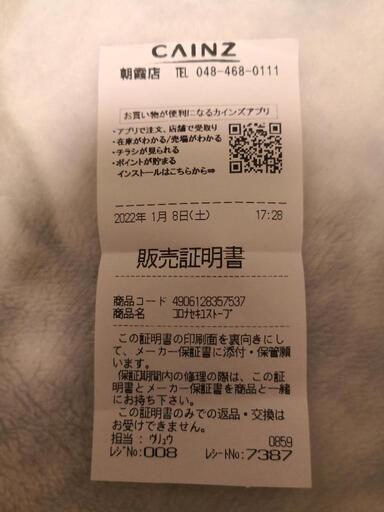 CAINZ
朝霞店 TEL 048-468-0111
お買い物が便利になるカインズアプリ
・アプリで注文、店舗で受取り
・在庫がわかる/売場がわかる
・チラシが見られる
・ポイントが貯まる
インストールはこちらから⇒
2022年 1月 8日(土) 17:28
販売証明書
商品コード 4906128357537
商品名 コロナセキユストーブ
この証明書の印刷面を裏向きに
して、メーカー保証書に添付・保管願
います。
保証期間内の修理の際は、この証
明書とメーカー保証書を商品と一緒
にお持ち下さい。
この証明書のみでの返品・交換は
お受けできません。
担当 : ヴリュウ 0859
レジNo:008 レシートNo:7387